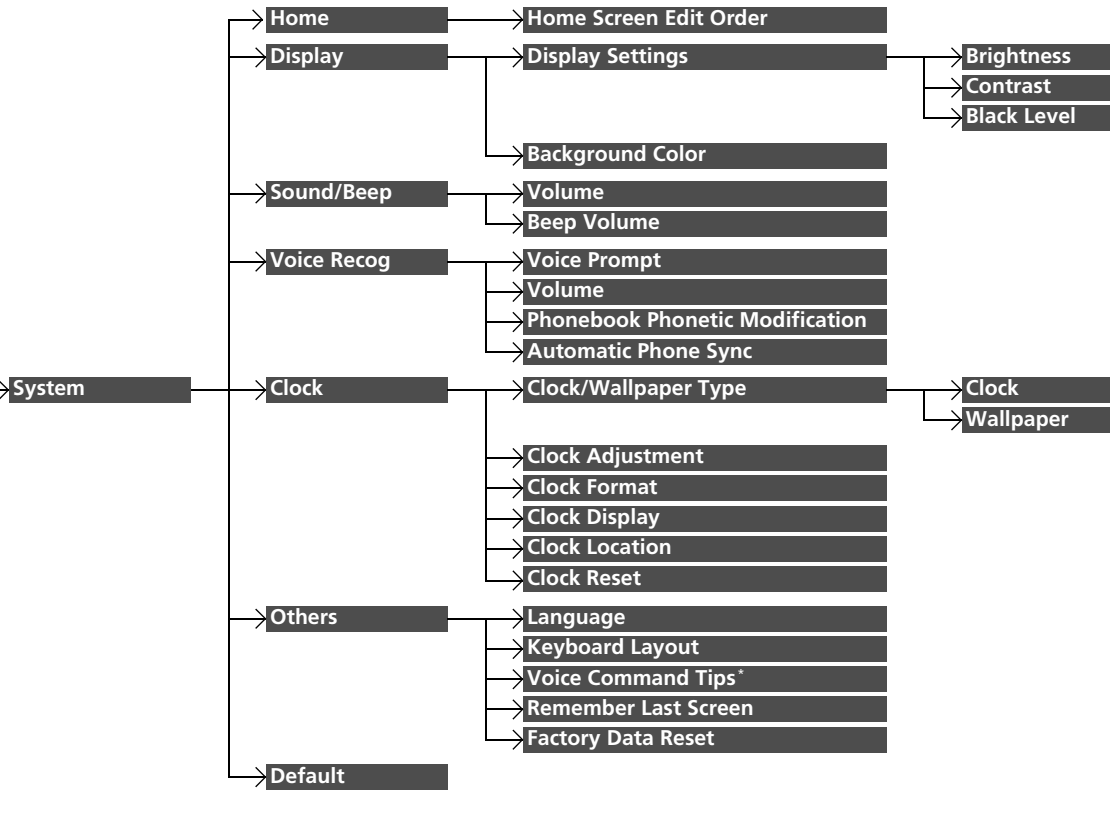 Home
Home Screen Edit Order
Display
Display Settings
Brightness
Contrast
Black Level
Background Color
Sound/Beep
Volume
Beep Volume
Voice Recog
Voice Prompt
Volume
Phonebook Phonetic Modification
Automatic Phone Sync
System
Clock
Clock/Wallpaper Type
Clock
Wallpaper
Clock Adjustment
Clock Format
Clock Display
Clock Location
Clock Reset
Others
Language
Keyboard Layout
Voice Command Tips*
Remember Last Screen
Factory Data Reset
Default